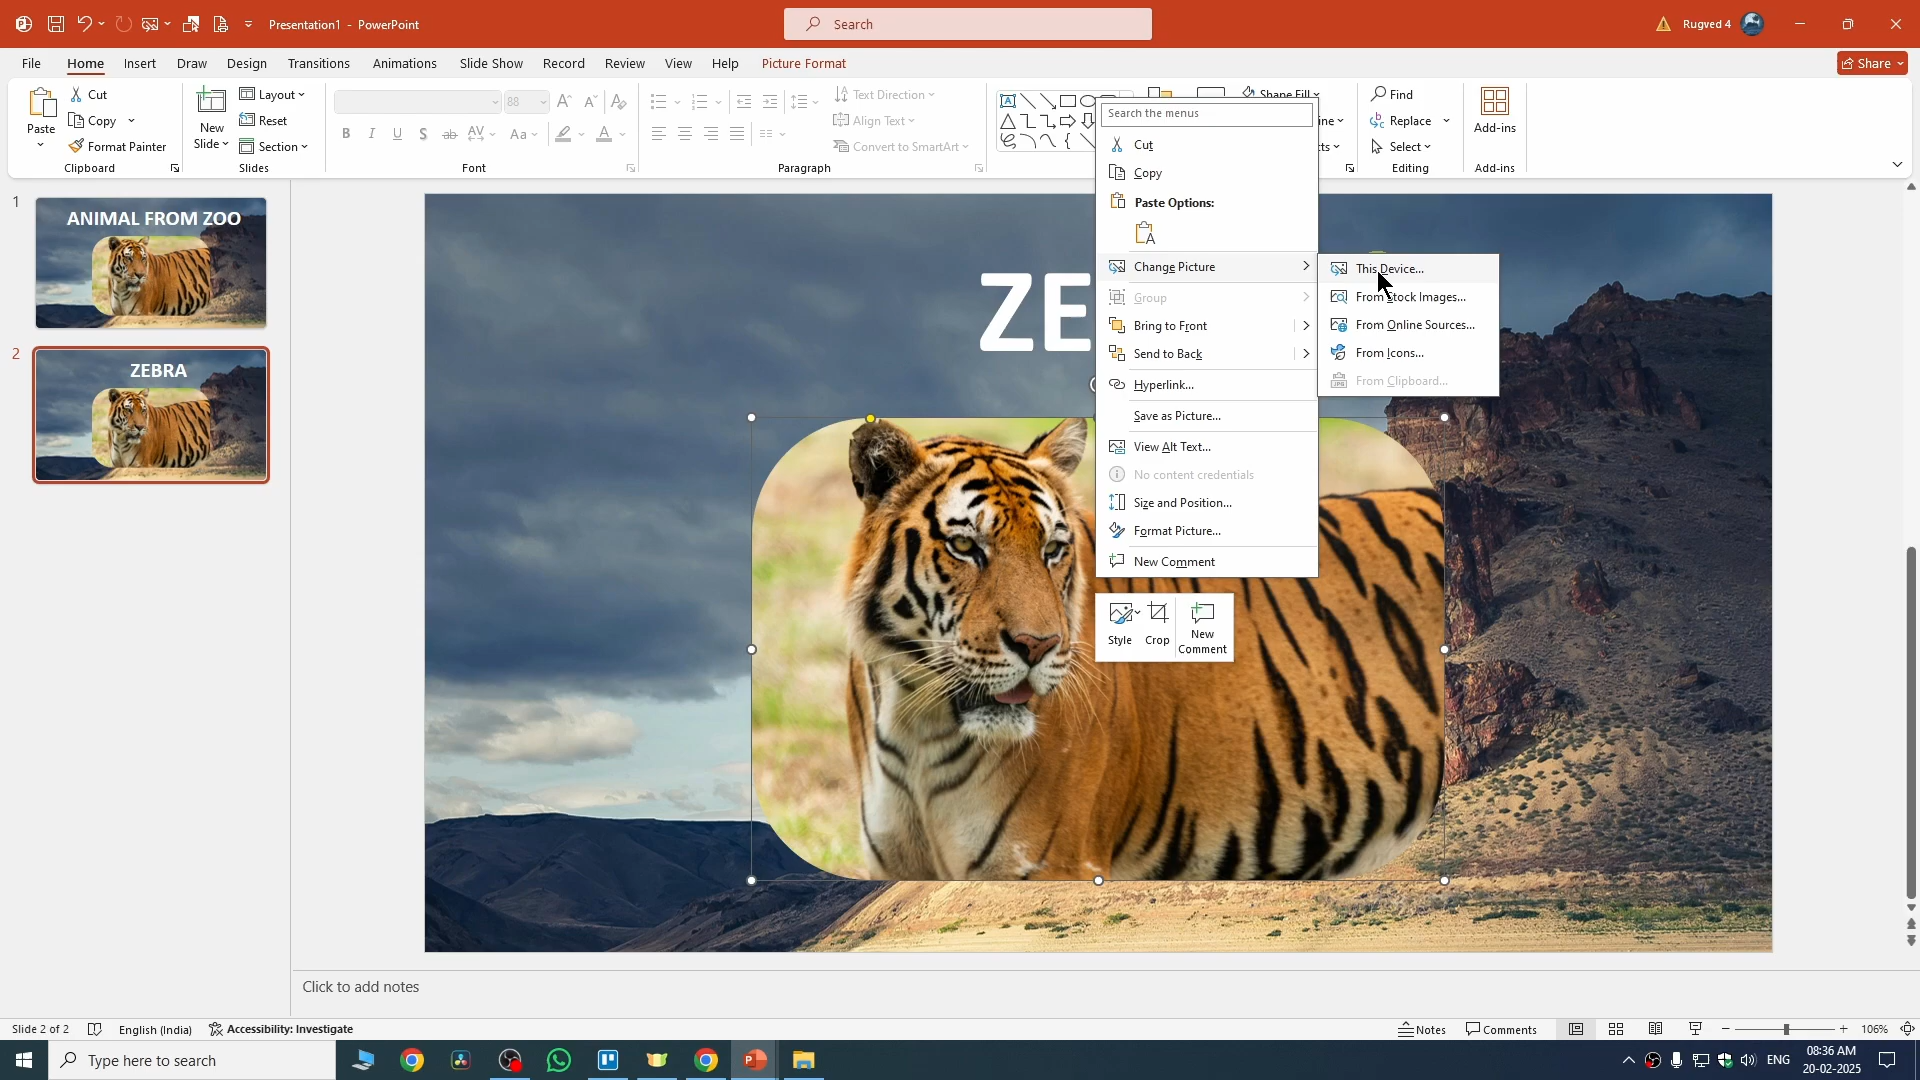 Presentation1 - PowerPoint
Search
Rugved 4
File
Home
Insert
Draw
Design
Transitions
Animations
Slide Show
Record
Review
View
Help
Picture Format
Share
Paste
Cut
Copy
Format Painter
Clipboard
New
Slide
Layout
Reset
Section
Slides
88
Font
Paragraph
Text Direction
Align Text
Convert to SmartArt
Shape Fill
Find
Replace
Select
Editing
Add-ins
Add-ins
Search the menus
Cut
Copy
Paste Options:
Change Picture
Group
Bring to Front
Send to Back
Hyperlink...
Save as Picture...
View Alt Text...
No content credentials
Size and Position...
Format Picture...
New Comment
This Device...
From Stock Images...
From Online Sources...
From Icons...
From Clipboard...
Style
Crop
New
Comment
1
ANIMAL FROM ZOO
2
ZEBRA
ZE
Click to add notes
Slide 2 of 2
English (India)
Accessibility: Investigate
Notes
Comments
106%
Type here to search
ENG
08:36 AM
20-02-2025